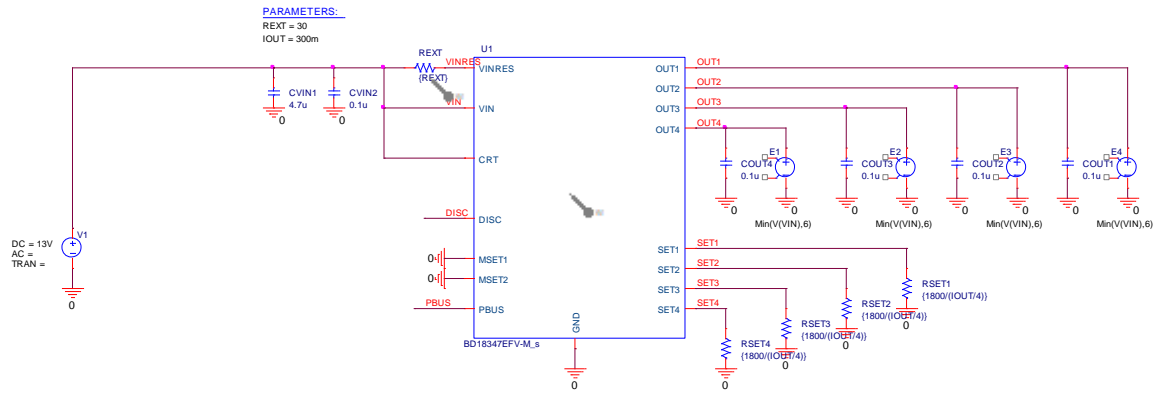 PARAMETERS:
REXT = 30
IOUT = 300m
U1
REXT
{REXT}
VINRES
VINRES
VIN
VIN
CRT
DISC
DISC
MSET1
MSET2
0
0
PBUS
PBUS
GND
BD18347EFV-M_s
0
CVIN1
4.7u
0
CVIN2
0.1u
0
V1
DC = 13V
AC =
TRAN =
0
OUT1
OUT1
OUT2
OUT2
OUT3
OUT3
OUT4
OUT4
COUT4
0.1u
0
E1
0
Min(V(VIN),6)
COUT3
0.1u
0
E2
0
Min(V(VIN),6)
COUT2
0.1u
0
E3
0
Min(V(VIN),6)
COUT1
0.1u
0
E4
0
Min(V(VIN),6)
SET1
SET1
SET2
SET2
SET3
SET3
SET4
SET4
RSET1
{1800/(IOUT/4)}
0
RSET2
{1800/(IOUT/4)}
0
RSET3
{1800/(IOUT/4)}
0
RSET4
{1800/(IOUT/4)}
0